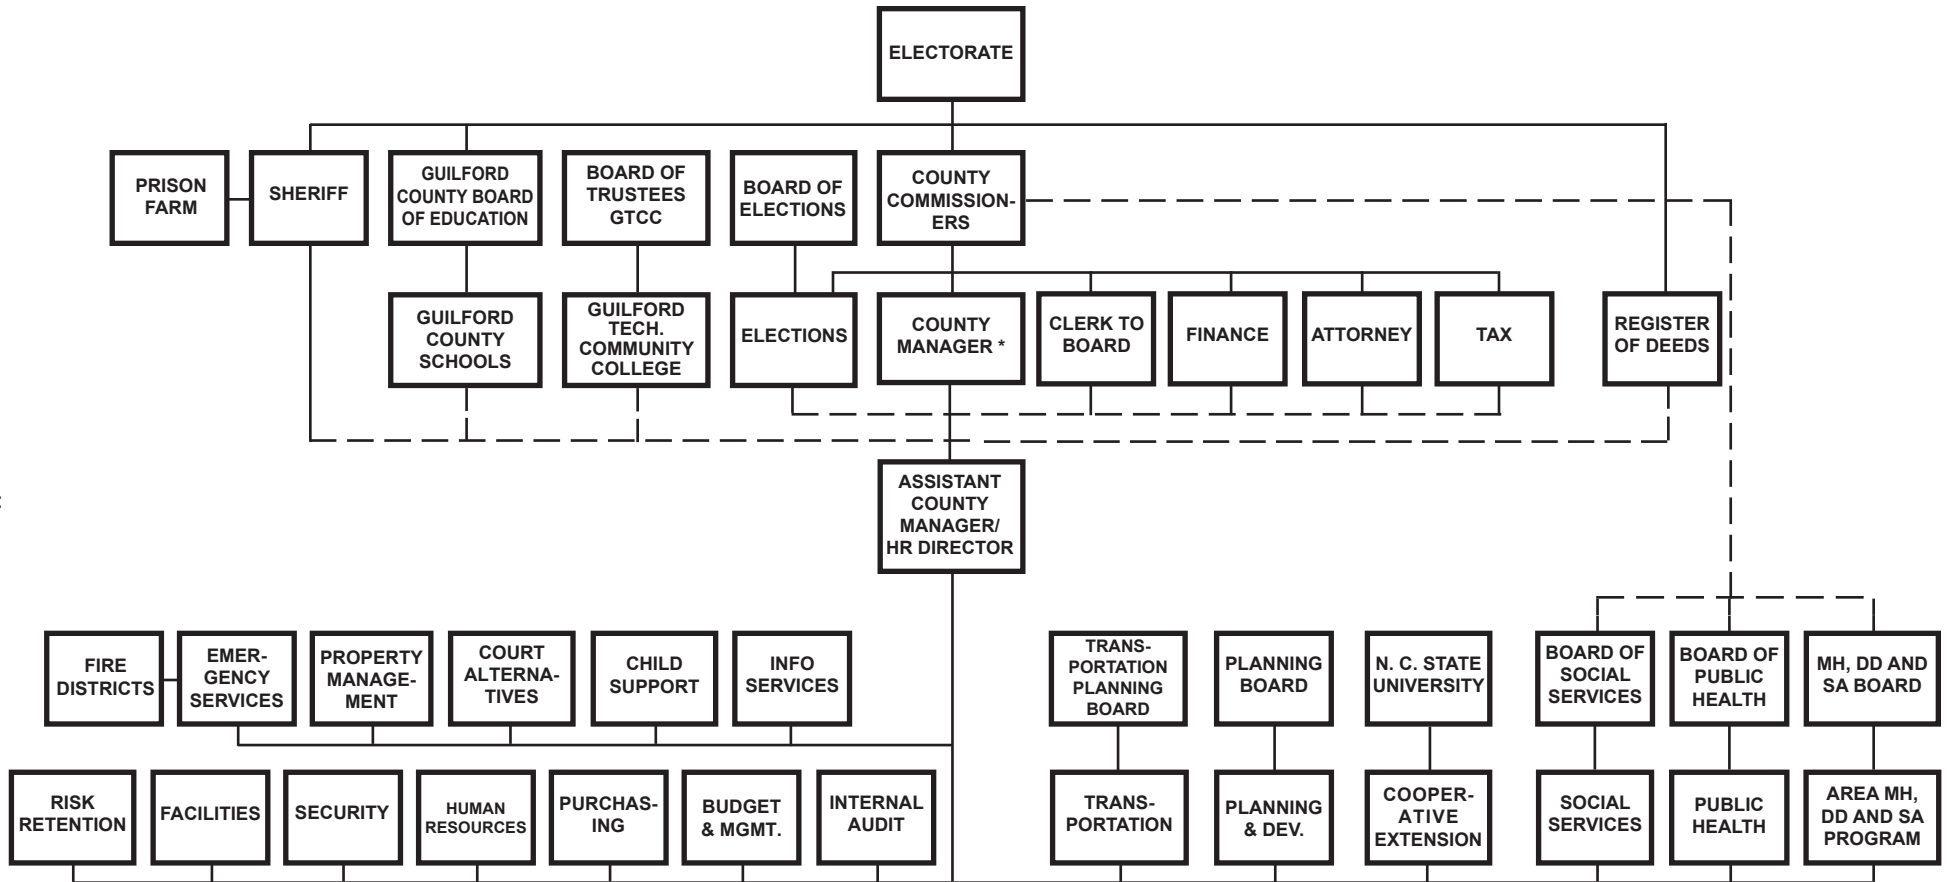 ELECTORATE
PRISON
FARM
SHERIFF
GUILFORD
COUNTY BOARD
OF EDUCATION
BOARD OF
TRUSTEES
GTCC
BOARD OF
ELECTIONS
COUNTY
COMMISSION-
ERS
GUILFORD
COUNTY
SCHOOLS
GUILFORD
TECH.
COMMUNITY
COLLEGE
ELECTIONS
COUNTY
MANAGER *
CLERK TO
BOARD
FINANCE
ATTORNEY
TAX
REGISTER
OF DEEDS
:
ASSISTANT
COUNTY
MANAGER/
HR DIRECTOR
FIRE
DISTRICTS
EMER-
GENCY
SERVICES
PROPERTY
MANAGE-
MENT
COURT
ALTERNA-
TIVES
CHILD
SUPPORT
INFO
SERVICES
TRANS-
PORTATION
PLANNING
BOARD
PLANNING
BOARD
N. C. STATE
UNIVERSITY
BOARD OF
SOCIAL
SERVICES
BOARD OF
PUBLIC
HEALTH
MH, DD AND
SA BOARD
RISK
RETENTION
FACILITIES
SECURITY
HUMAN
RESOURCES
PURCHAS-
ING
BUDGET
& MGMT.
INTERNAL
AUDIT
TRANS-
PORTATION
PLANNING
& DEV.
COOPER-
ATIVE
EXTENSION
SOCIAL
SERVICES
PUBLIC
HEALTH
AREA MH,
DD AND SA
PROGRAM